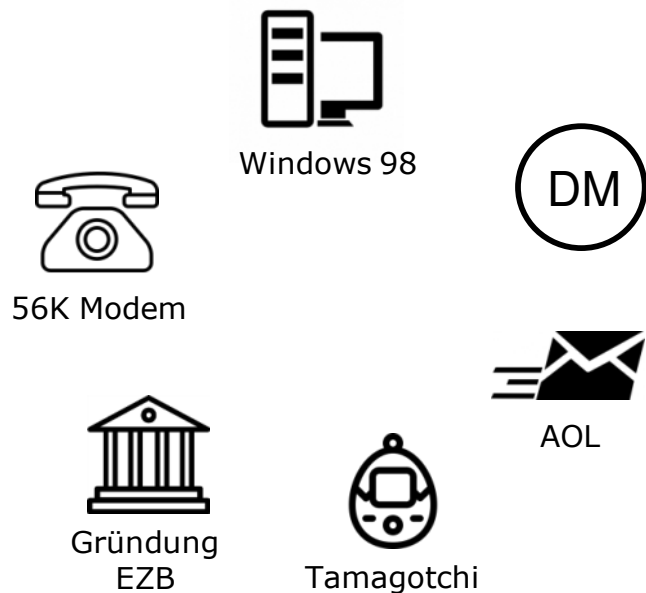 Windows 98
DM
56K Modem
AOL
Gründung
EZB
Tamagotchi